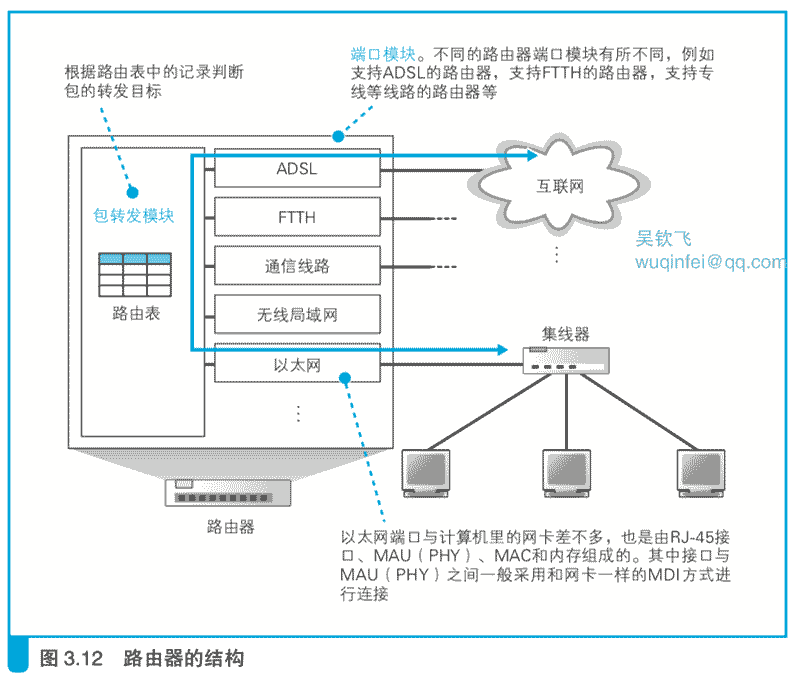 根据路由表中的记录判断
包的转发目标
端口模块。不同的路由器端口模块有所不同，例如
支持ADSL的路由器，支持FTTH的路由器，支持专
线等线路的路由器等
ADSL
互联网
包转发模块
FTTH
吴钦飞
wuqinfei@qq.com
通信线路
路由表
无线局域网
集线器
以太网
路由器
以太网端口与计算机里的网卡差不多，也是由RJ-45接
口、MAU（PHY）、MAC和内存组成的。其中接口与
MAU（PHY）之间一般采用和网卡一样的MDI方式进
行连接
图 3.12 路由器的结构